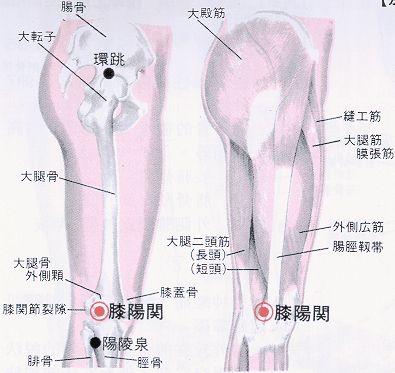 腸骨
大転子
環跳
大腿骨
大腿骨
外側顆
膝蓋骨
膝関節裂隙
膝陽関
陽陵泉
腓骨
脛骨
大殿筋
縫工筋
大腿筋
膜張筋
外側広筋
大腿二頭筋
(長頭)
(短頭)
腸脛靱帯
膝陽関